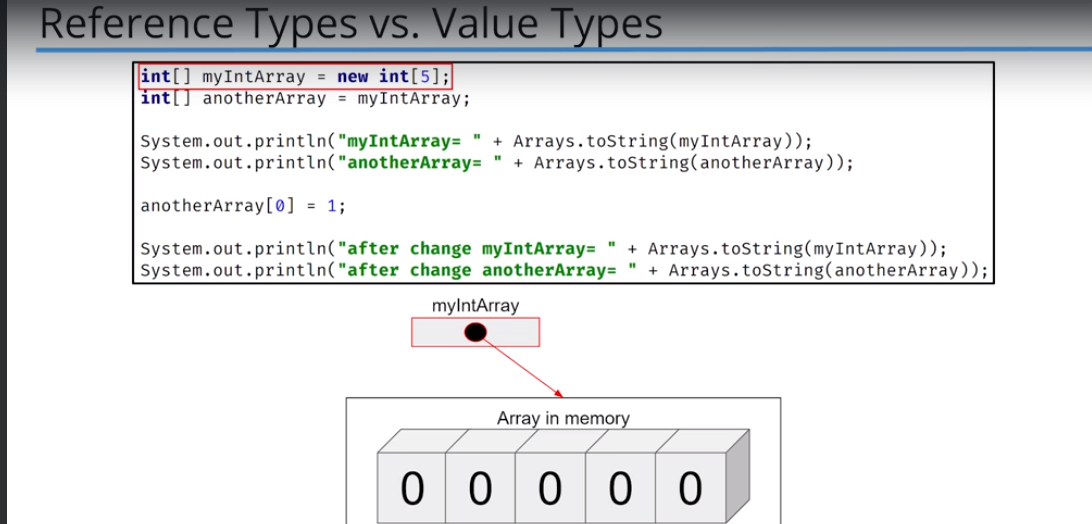 Reference Types vs. Value Types
int[] myIntArray = new int[5];
int[] anotherArray = myIntArray;
System.out.println("myIntArray= " + Arrays.toString(myIntArray));
System.out.println("anotherArray= " + Arrays.toString(anotherArray));
anotherArray[0] = 1;
System.out.println("after change myIntArray= " + Arrays.toString(myIntArray));
System.out.println("after change anotherArray= " + Arrays.toString(anotherArray));
myIntArray
Array in memory
0 0 0 0 0